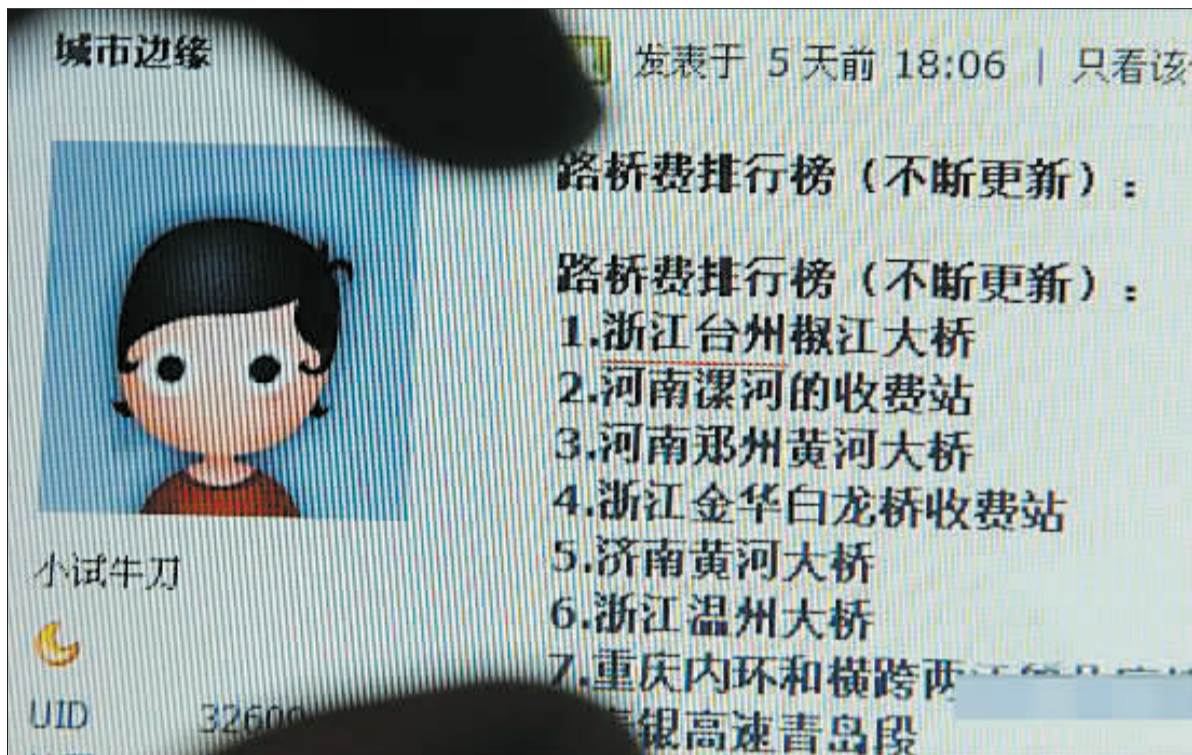 城市边缘
发表于 5 天前 18:06 | 只看该
路桥费排行榜（不断更新）：
路桥费排行榜（不断更新）：
1.浙江台州椒江大桥
2.河南漯河的收费站
3.河南郑州黄河大桥
4.浙江金华白龙桥收费站
5.济南黄河大桥
6.浙江温州大桥
7.重庆内环和横跨两
银高速青岛段
小试牛刀
UID 32600